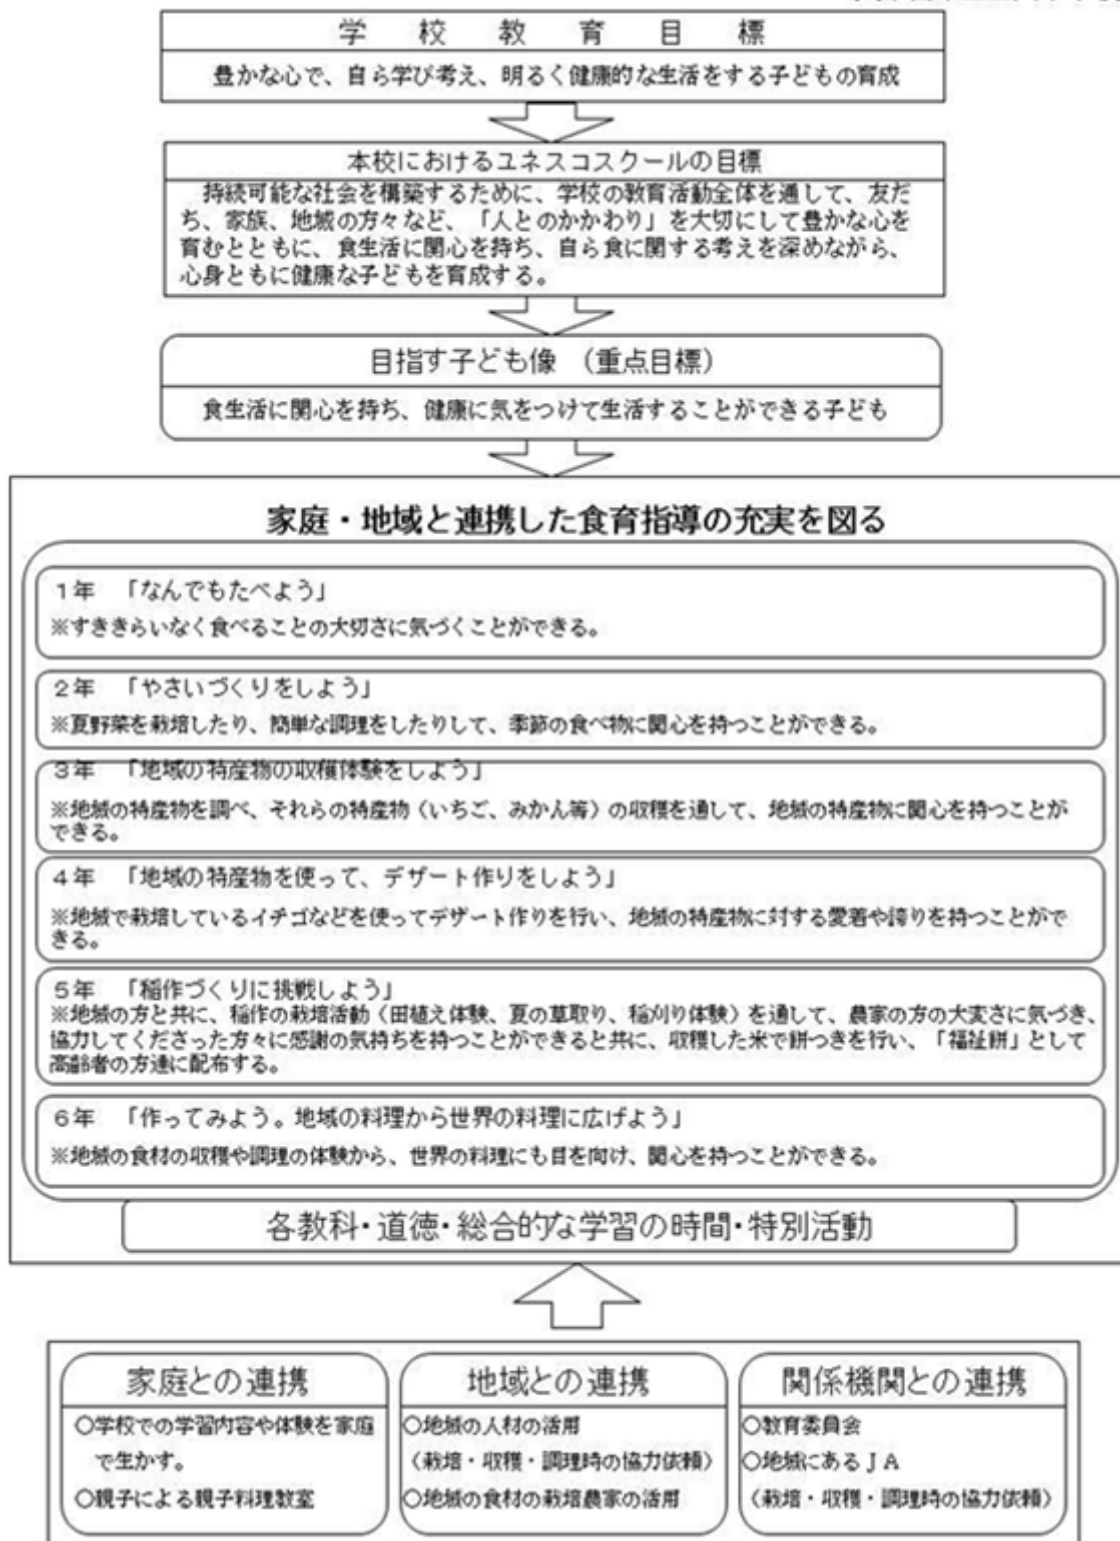 学校教育目標
豊かな心で、自ら学び考え、明るく健康的な生活をする子どもの育成
本校におけるユネスコスクールの目標
持続可能な社会を構築するために、学校の教育活動全体を通して、友だ
ち、家族、地域の方々など、「人とのかかわり」を大切にして豊かな心を
育むとともに、食生活に関心を持ち、自ら食に関する考えを深めながら、
心身ともに健康な子どもを育成する。
目指す子ども像　（重点目標）
食生活に関心を持ち、健康に気をつけて生活することができる子ども
家庭・地域と連携した食育指導の充実を図る
１年　「なんでもたべよう」
※すききらいなく食べることの大切さに気づくことができる。
２年　「やさいづくりをしよう」
※夏野菜を栽培したり、簡単な調理をしたりして、季節の食べ物に関心を持つことができる。
３年　「地域の特産物の収穫体験をしよう」
※地域の特産物を調べ、それらの特産物（いちご、みかん等）の収穫を通して、地域の特産物に関心を持つことが
できる。
４年　「地域の特産物を使って、デザート作りをしよう」
※地域で栽培しているイチゴなどを使ってデザート作りを行い、地域の特産物に対する愛着や誇りを持つことがで
きる。
５年　「稲作づくりに挑戦しよう」
※地域の方と共に、稲作の栽培活動（田植え体験、夏の草取り、稲刈り体験）を通して、農家の方の大変さに気づき、
協力してくださった方々に感謝の気持ちを持つことができると共に、収穫した米で餅つきを行い、「福祉餅」として
高齢者の方達に配布する。
６年　「作ってみよう。地域の料理から世界の料理に広げよう」
※地域の食材の収穫や調理の体験から、世界の料理にも目を向け、関心を持つことができる。
各教科・道徳・総合的な学習の時間・特別活動
家庭との連携
○学校での学習内容や体験を家庭
で生かす。
○親子による親子料理教室
地域との連携
○地域の人材の活用
（栽培・収穫・調理時の協力依頼）
○地域の食材の栽培農家の活用
関係機関との連携
○教育委員会
○地域にあるＪＡ
（栽培・収穫・調理時の協力依頼）